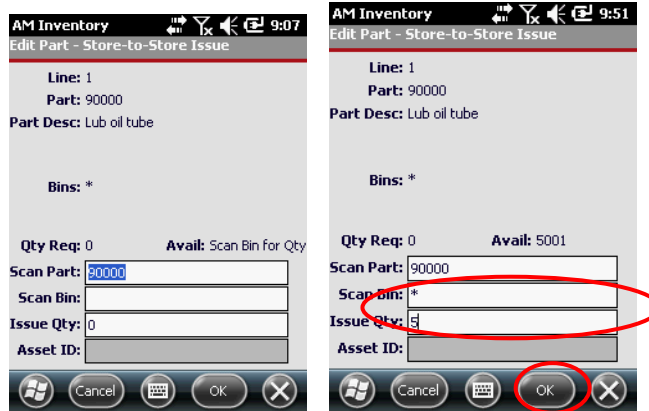 AM Inventory 9:07
Edit Part - Store-to-Store Issue
Line: 1
Part: 90000
Part Desc: Lub oil tube
Bins: *
Qty Req: 0 Avail: Scan Bin for Qty
Scan Part: 90000
Scan Bin:
Issue Qty: 0
Asset ID:
Cancel OK
AM Inventory 9:51
Edit Part - Store-to-Store Issue
Line: 1
Part: 90000
Part Desc: Lub oil tube
Bins: *
Qty Req: 0 Avail: 5001
Scan Part: 90000
Scan Bin: *
Issue Qty: 5
Asset ID:
Cancel OK